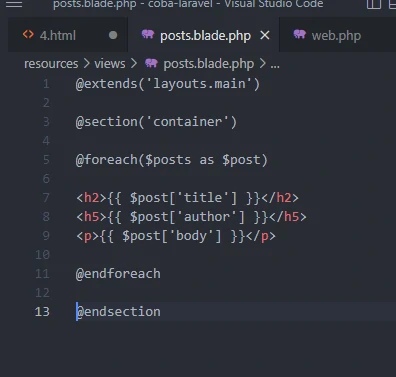 posts.blade.php - coba-laravel - Visual Studio Code
4.html
posts.blade.php
web.php
resources > views > posts.blade.php > ...
1 @extends('layouts.main')
2
3 @section('container')
4
5 @foreach($posts as $post)
6
7 <h2>{{ $post['title'] }}</h2>
8 <h5>{{ $post['author'] }}</h5>
9 <p>{{ $post['body'] }}</p>
10
11 @endforeach
12
13 @endsection